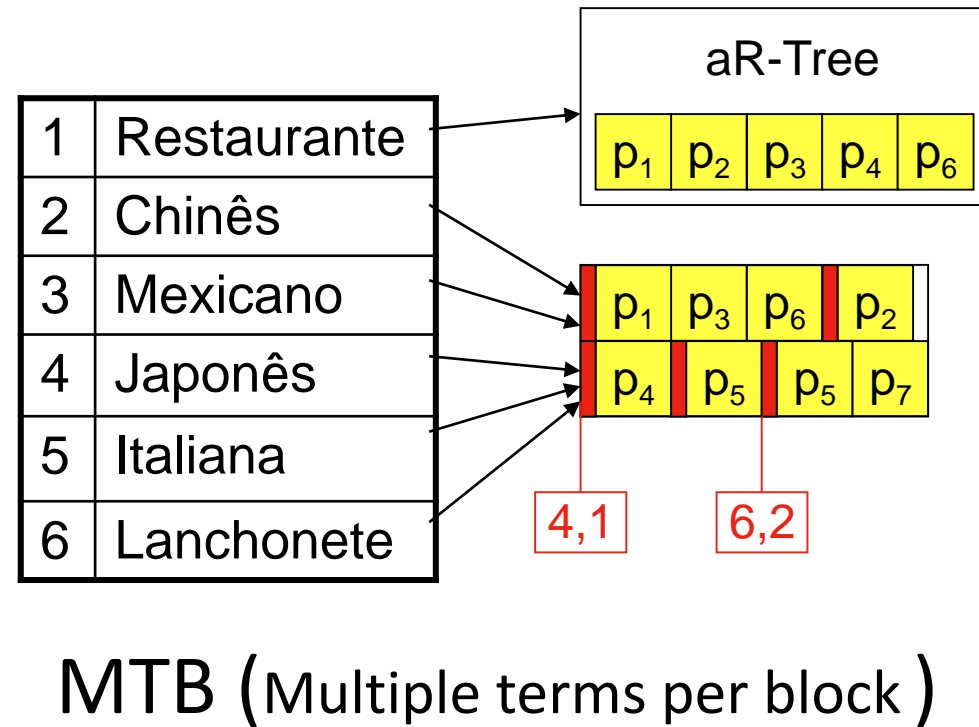 aR-Tree
p₁ p₂ p₃ p₄ p₆
1 Restaurante
2 Chinês
3 Mexicano
4 Japonês
5 Italiana
6 Lanchonete
p₁ p₃ p₆ p₂
p₄ p₅ p₅ p₇
4,1 6,2
MTB (Multiple terms per block )